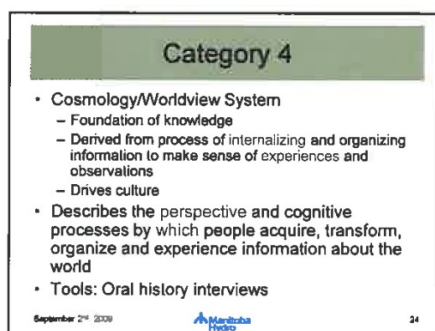 Category 4
• Cosmology/Worldview System
– Foundation of knowledge
– Derived from process of internalizing and organizing
information to make sense of experiences and
observations
– Drives culture
• Describes the perspective and cognitive
processes by which people acquire, transform,
organize and experience information about the
world
• Tools: Oral history interviews
September 2nd 2009
Manitoba
Hydro
24